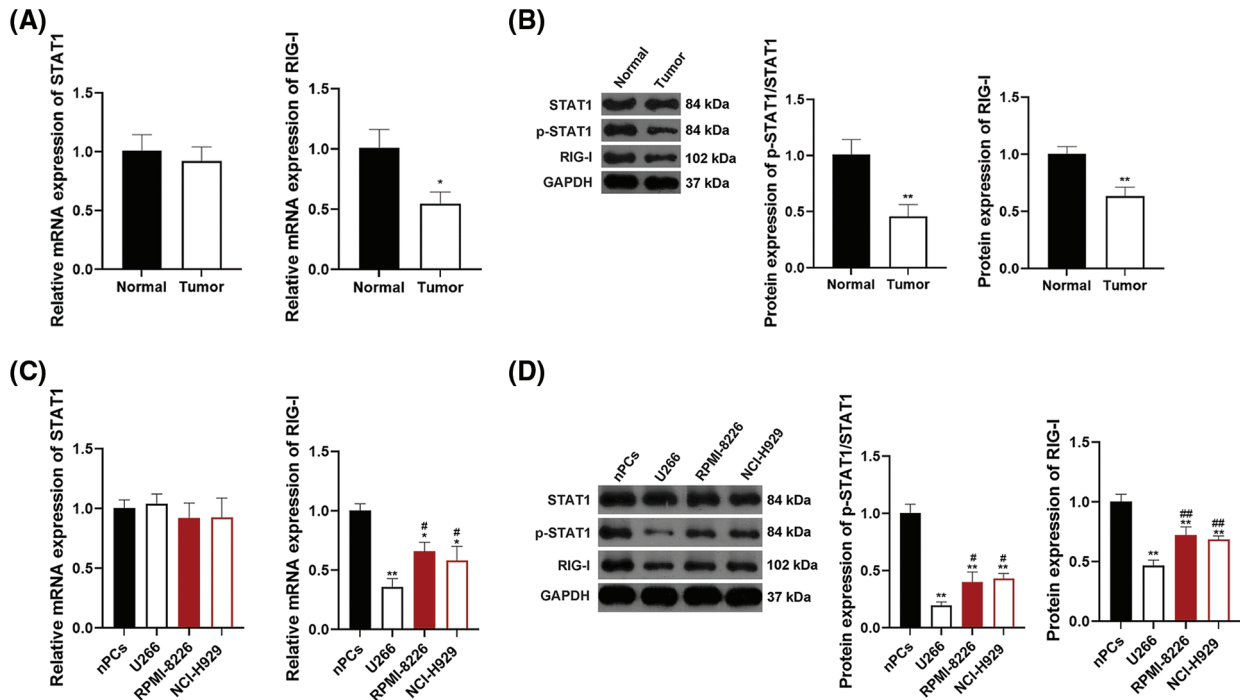 (A)
Relative mRNA expression of STAT1
1.5
1.0
0.5
0.0
Normal Tumor
Relative mRNA expression of RIG-I
1.5
1.0
0.5
0.0
*
Normal Tumor
(B)
Normal Tumor
STAT1 84 kDa
p-STAT1 84 kDa
RIG-I 102 kDa
GAPDH 37 kDa
Protein expression of p-STAT1/STAT1
1.5
1.0
0.5
0.0
**
Normal Tumor
Protein expression of RIG-I
1.5
1.0
0.5
0.0
**
Normal Tumor
(C)
Relative mRNA expression of STAT1
1.5
1.0
0.5
0.0
nPCs U266 RPMI-8226 NCI-H929
Relative mRNA expression of RIG-I
1.5
1.0
0.5
0.0
# #
** * *
nPCs U266 RPMI-8226 NCI-H929
(D)
nPCs U266 RPMI-8226 NCI-H929
STAT1 84 kDa
p-STAT1 84 kDa
RIG-I 102 kDa
GAPDH 37 kDa
Protein expression of p-STAT1/STAT1
1.5
1.0
0.5
0.0
# #
** ** **
nPCs U266 RPMI-8226 NCI-H929
Protein expression of RIG-I
1.5
1.0
0.5
0.0
## ##
** ** **
nPCs U266 RPMI-8226 NCI-H929